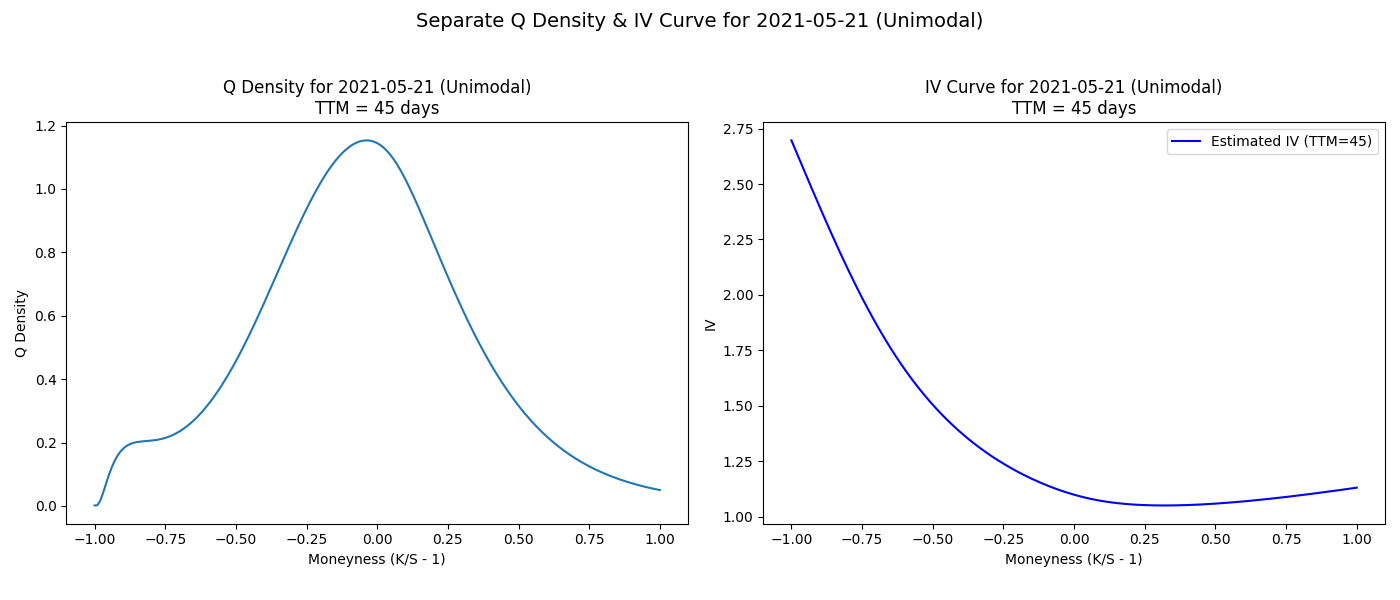 Separate Q Density & IV Curve for 2021-05-21 (Unimodal)
Q Density for 2021-05-21 (Unimodal)
TTM = 45 days
1.2
1.0
0.8
0.6
0.4
0.2
0.0
Q Density
−1.00 −0.75 −0.50 −0.25 0.00 0.25 0.50 0.75 1.00
Moneyness (K/S - 1)
IV Curve for 2021-05-21 (Unimodal)
TTM = 45 days
Estimated IV (TTM=45)
2.75
2.50
2.25
2.00
1.75
1.50
1.25
1.00
IV
−1.00 −0.75 −0.50 −0.25 0.00 0.25 0.50 0.75 1.00
Moneyness (K/S - 1)